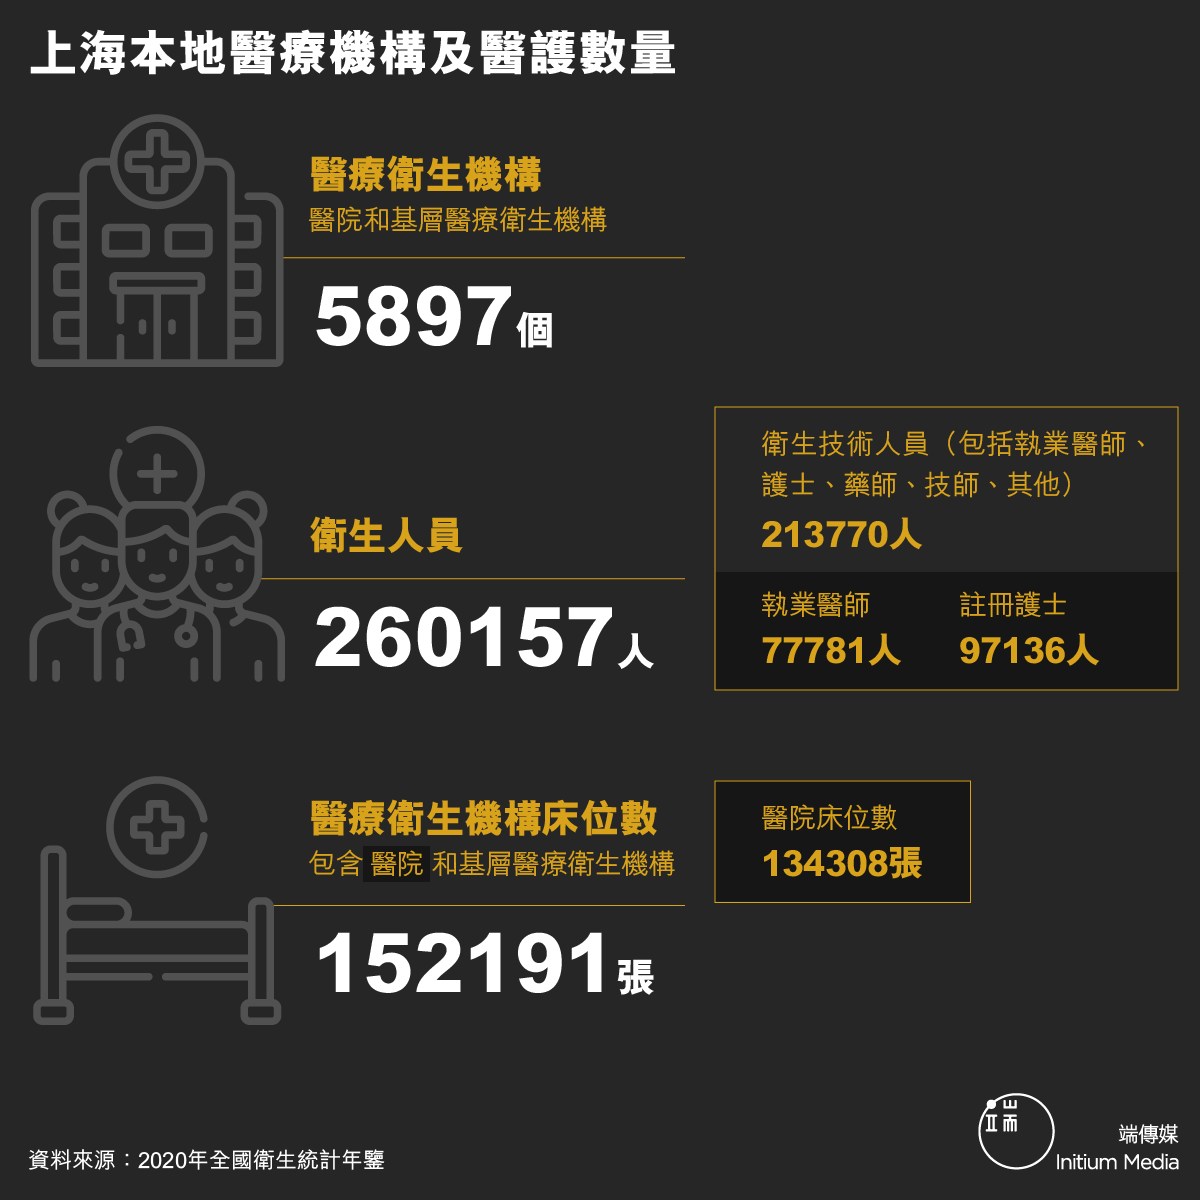 上海本地醫療機構及醫護數量
醫療衛生機構
醫院和基層醫療衛生機構
5897個
衛生人員
260157人
衛生技術人員（包括執業醫師、
護士、藥師、技師、其他）
213770人
執業醫師
77781人
註冊護士
97136人
醫療衛生機構床位數
包含 醫院 和基層醫療衛生機構
152191張
醫院床位數
134308張
資料來源：2020年全國衛生統計年鑒
端
端傳媒
Initium Media